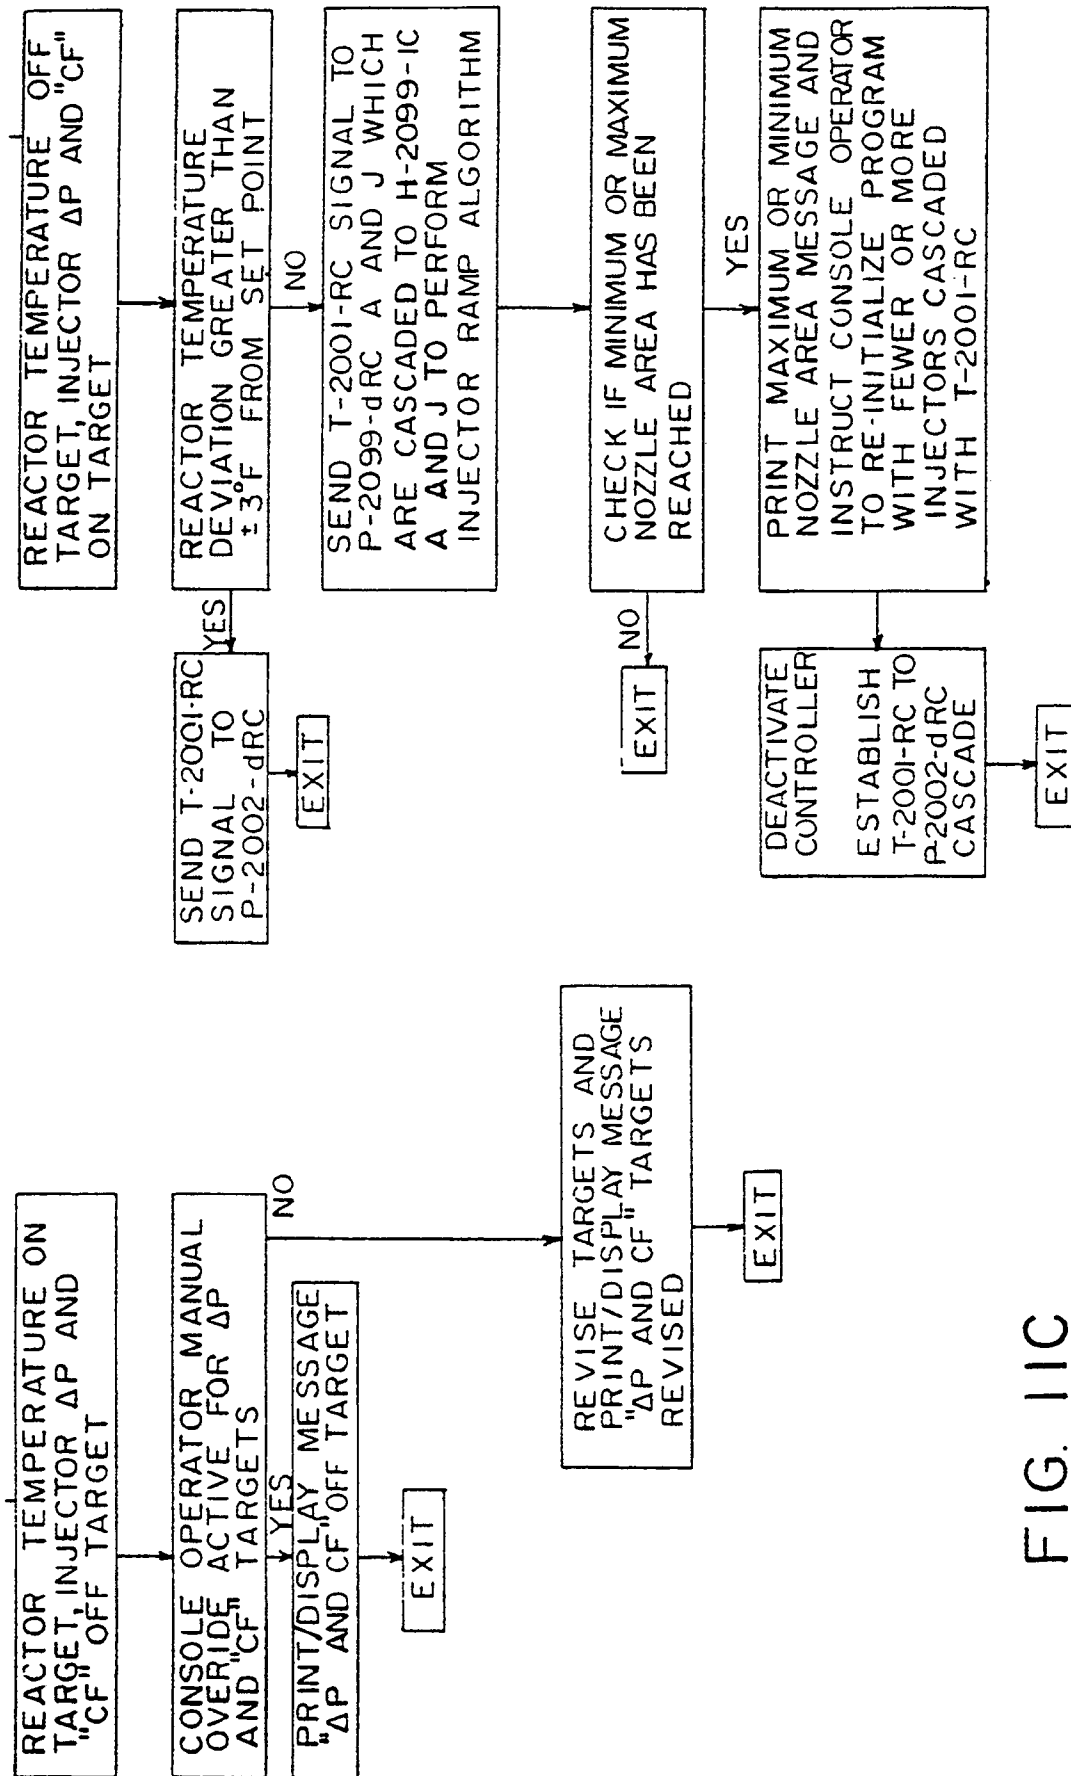 REACTOR TEMPERATURE ON
TARGET, INJECTOR ΔP AND
"CF" OFF TARGET
CONSOLE OPERATOR MANUAL
OVERRIDE ACTIVE FOR ΔP
AND "CF" TARGETS
YES
NO
PRINT/DISPLAY MESSAGE
"ΔP AND CF" OFF TARGET
EXIT
REVISE TARGETS AND
PRINT/DISPLAY MESSAGE
"ΔP AND CF" TARGETS
REVISED
EXIT
REACTOR TEMPERATURE OFF
TARGET, INJECTOR ΔP AND "CF"
ON TARGET
REACTOR TEMPERATURE
DEVIATION GREATER THAN
±3°F FROM SET POINT
YES
NO
SEND T-2001-RC
SIGNAL TO
P-2002-dRC
EXIT
SEND T-2001-RC SIGNAL TO
P-2099-dRC A AND J WHICH
ARE CASCADED TO H-2099-IC
A AND J TO PERFORM
INJECTOR RAMP ALGORITHM
CHECK IF MINIMUM OR MAXIMUM
NOZZLE AREA HAS BEEN
REACHED
NO
YES
EXIT
PRINT MAXIMUM OR MINIMUM
NOZZLE AREA MESSAGE AND
INSTRUCT CONSOLE OPERATOR
TO RE-INITIALIZE PROGRAM
WITH FEWER OR MORE
INJECTORS CASCADED
WITH T-2001-RC
DEACTIVATE
CONTROLLER
ESTABLISH
T-2001-RC TO
P-2002-dRC
CASCADE
EXIT
FIG. 11C